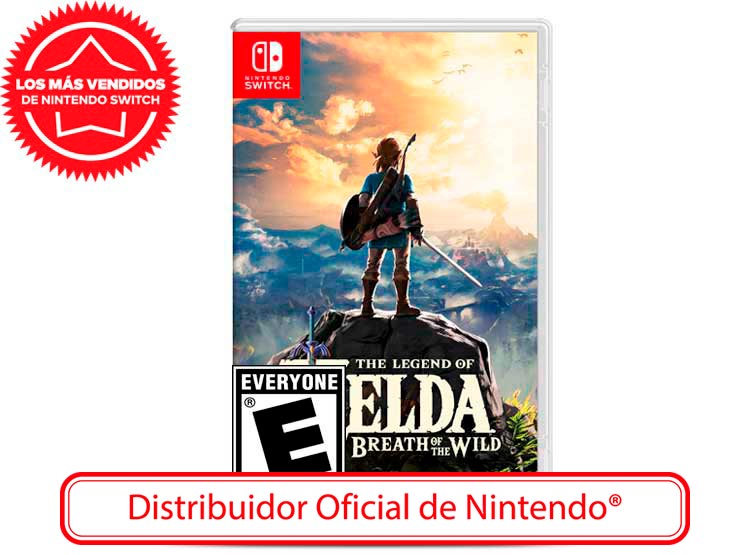 LOS MÁS VENDIDOS
DE NINTENDO SWITCH
NINTENDO
SWITCH
THE LEGEND OF
ELDA
BREATH OF THE WILD
EVERYONE
E
®
Distribuidor Oficial de Nintendo®